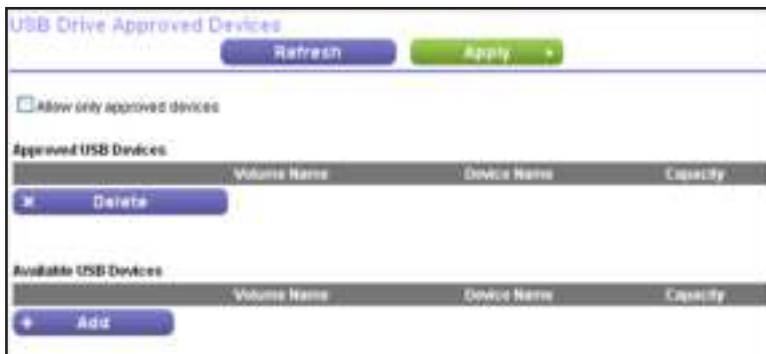 USB Drive Approved Devices
Refresh Apply
Allow only approved devices
Approved USB Devices
Volume Name Device Name Capacity
Delete
Available USB Devices
Volume Name Device Name Capacity
Add